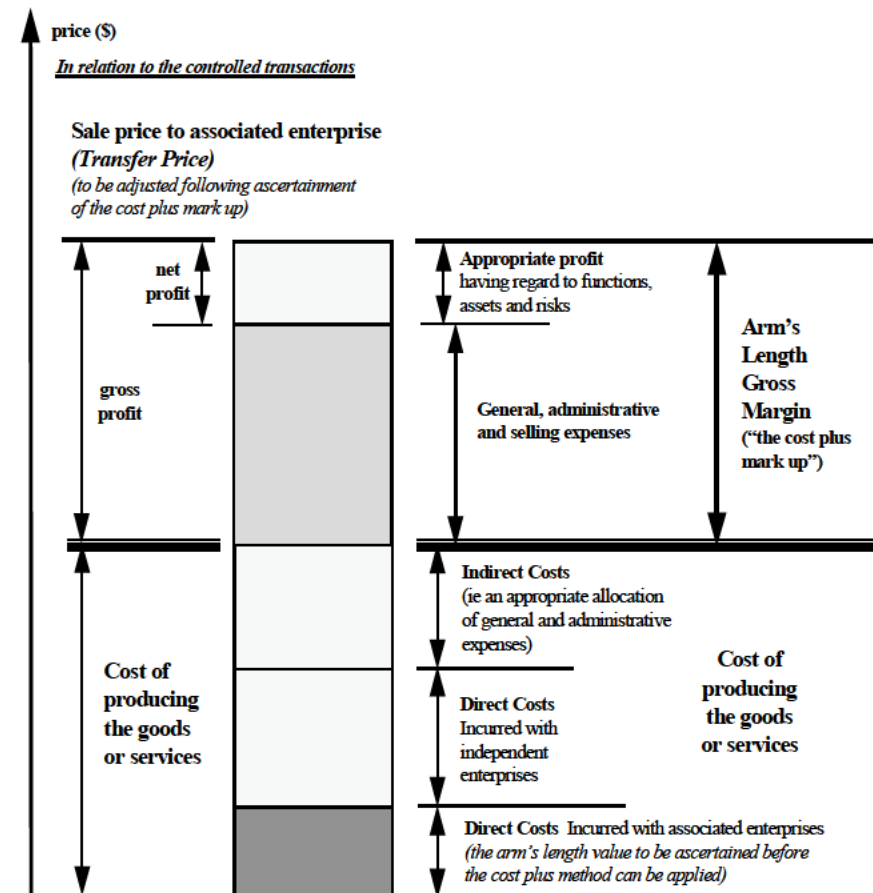 price ($)
In relation to the controlled transactions
Sale price to associated enterprise
(Transfer Price)
(to be adjusted following ascertainment
of the cost plus mark up)
net
profit
gross
profit
Appropriate profit
having regard to functions,
assets and risks
General, administrative
and selling expenses
Arm's
Length
Gross
Margin
("the cost plus
mark up")
Cost of
producing
the goods
or services
Indirect Costs
(ie an appropriate allocation
of general and administrative
expenses)
Direct Costs
Incurred with
independent
enterprises
Direct Costs Incurred with associated enterprises
(the arm's length value to be ascertained before
the cost plus method can be applied)
Cost of
producing
the goods
or services